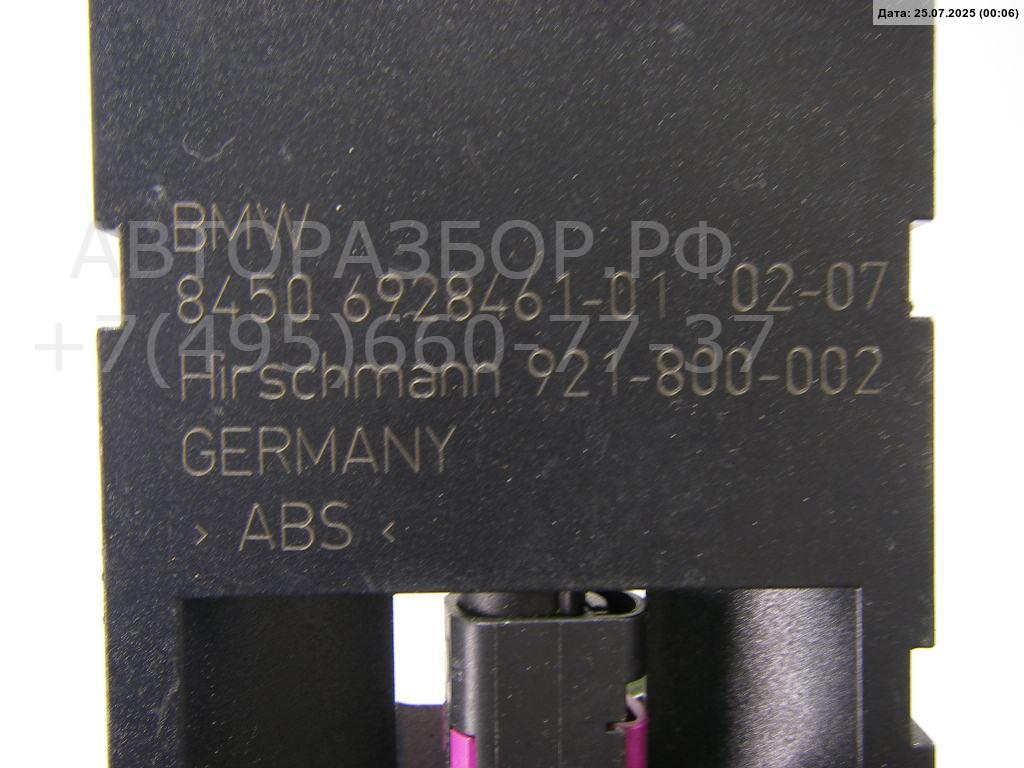 Дата: 25.07.2025 (00:06)
BMW
АВТОРАЗБОР.РФ
8450 6928461-01 02-07
+7(495)660-77-37
Hirschmann 921-800-002
GERMANY
> ABS <